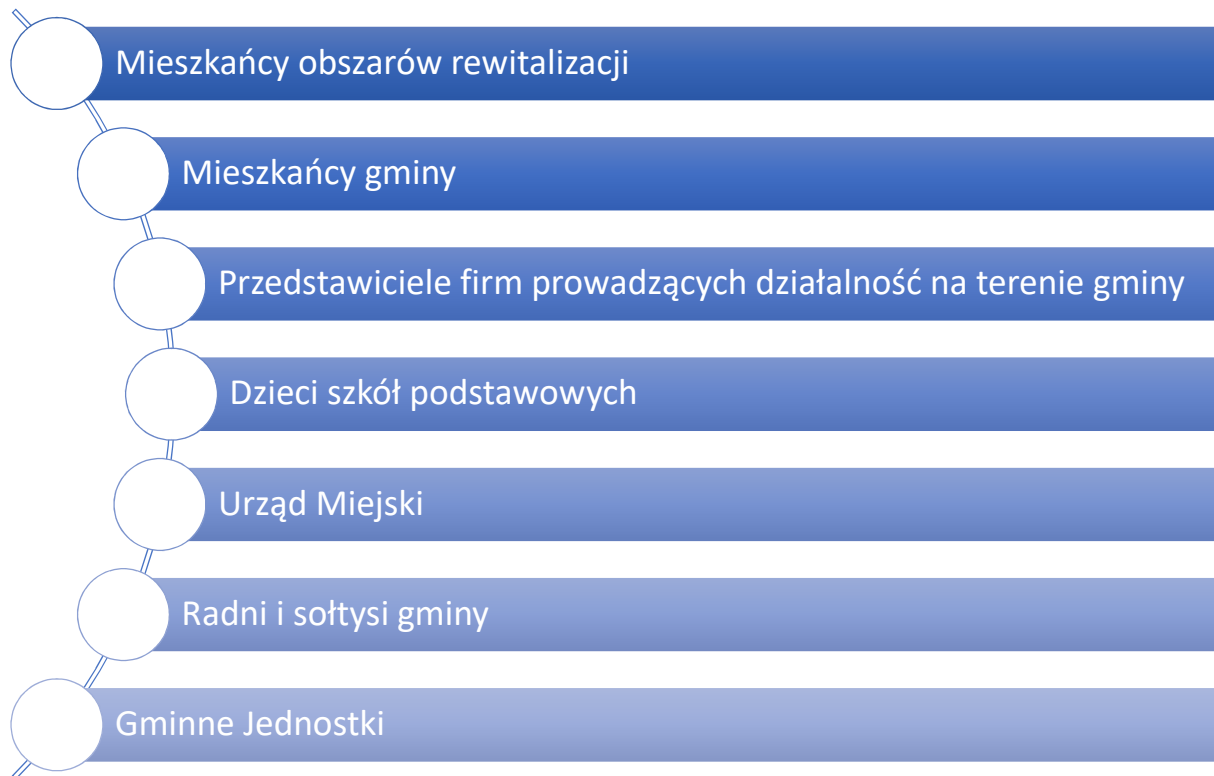 Mieszkańcy obszarów rewitalizacji
Mieszkańcy gminy
Przedstawiciele firm prowadzących działalność na terenie gminy
Dzieci szkół podstawowych
Urząd Miejski
Radni i sołtysi gminy
Gminne Jednostki